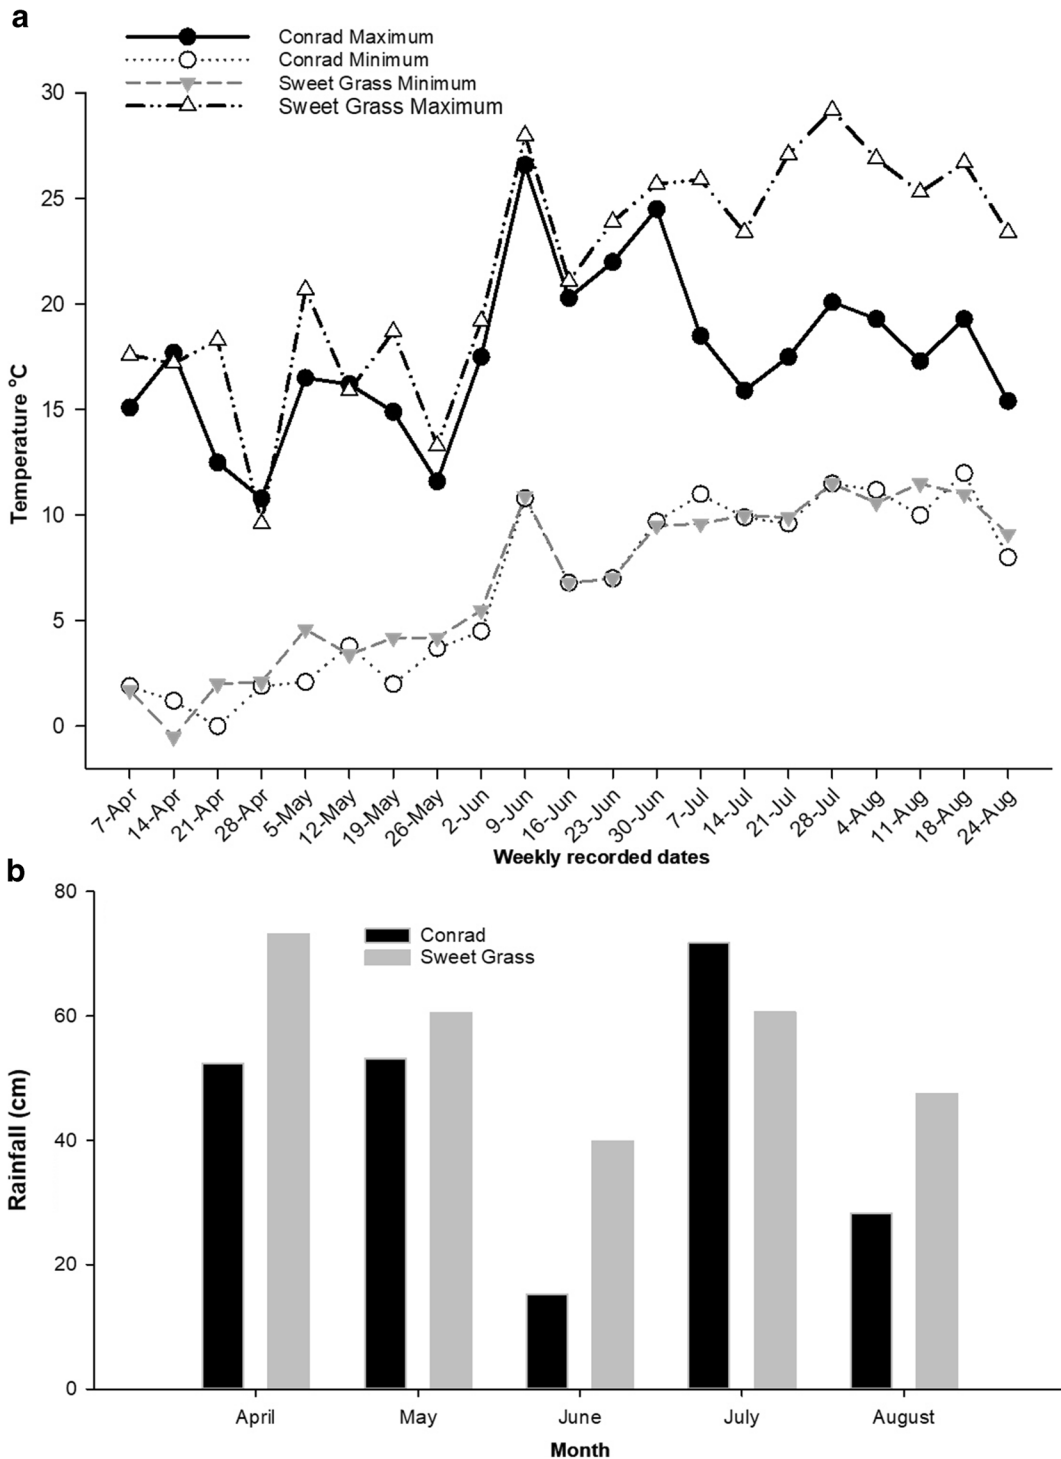 a
Conrad Maximum
Conrad Minimum
Sweet Grass Minimum
Sweet Grass Maximum
30
25
20
15
10
5
0
Temperature °C
7-Apr
14-Apr
21-Apr
28-Apr
5-May
12-May
19-May
26-May
2-Jun
9-Jun
16-Jun
23-Jun
30-Jun
7-Jul
14-Jul
21-Jul
28-Jul
4-Aug
11-Aug
18-Aug
24-Aug
Weekly recorded dates
b
Conrad
Sweet Grass
80
60
40
20
0
Rainfall (cm)
April
May
June
July
August
Month